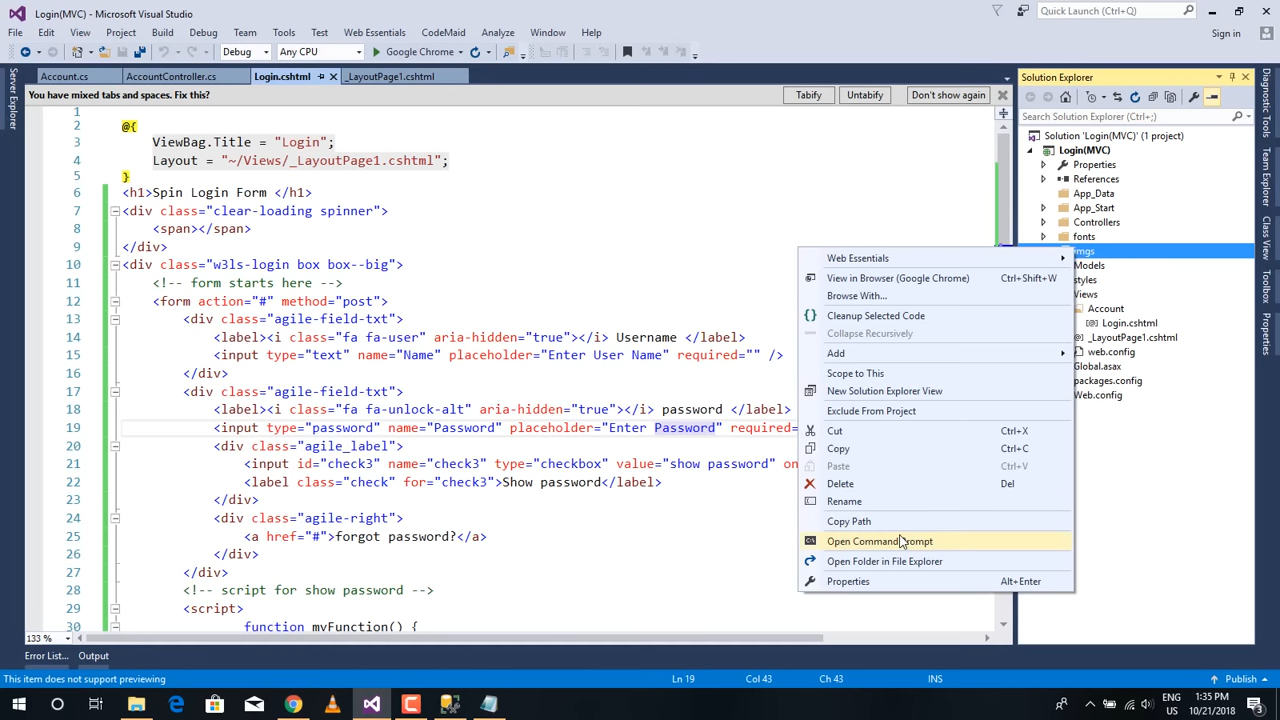 Login(MVC) - Microsoft Visual Studio
Quick Launch (Ctrl+Q)
File Edit View Project Build Debug Team Tools Test Web Essentials CodeMaid Analyze Window Help
Sign in
Debug Any CPU Google Chrome
Account.cs AccountController.cs Login.cshtml _LayoutPage1.cshtml
You have mixed tabs and spaces. Fix this? Tabify Untabify Don't show again
Server Explorer
1
2 @{
3 ViewBag.Title = "Login";
4 Layout = "~/Views/_LayoutPage1.cshtml";
5 }
6 <h1>Spin Login Form </h1>
7 <div class="clear-loading spinner">
8 <span></span>
9 </div>
10 <div class="w3ls-login box box--big">
11 <!-- form starts here -->
12 <form action="#" method="post">
13 <div class="agile-field-txt">
14 <label><i class="fa fa-user" aria-hidden="true"></i> Username </label>
15 <input type="text" name="Name" placeholder="Enter User Name" required="" />
16 </div>
17 <div class="agile-field-txt">
18 <label><i class="fa fa-unlock-alt" aria-hidden="true"></i> password </label>
19 <input type="password" name="Password" placeholder="Enter Password" required=
20 <div class="agile_label">
21 <input id="check3" name="check3" type="checkbox" value="show password" on
22 <label class="check" for="check3">Show password</label>
23 </div>
24 <div class="agile-right">
25 <a href="#">forgot password?</a>
26 </div>
27 </div>
28 <!-- script for show password -->
29 <script>
30 function myFunction() {
133 %
Web Essentials
View in Browser (Google Chrome) Ctrl+Shift+W
Browse With...
Cleanup Selected Code
Collapse Recursively
Add
Scope to This
New Solution Explorer View
Exclude From Project
Cut Ctrl+X
Copy Ctrl+C
Paste Ctrl+V
Delete Del
Rename
Copy Path
Open Command Prompt
Open Folder in File Explorer
Properties Alt+Enter
Solution Explorer
Search Solution Explorer (Ctrl+;)
Solution 'Login(MVC)' (1 project)
Login(MVC)
Properties
References
App_Data
App_Start
Controllers
fonts
imgs
Models
styles
Views
Account
Login.cshtml
_LayoutPage1.cshtml
web.config
Global.asax
packages.config
Web.config
Diagnostic Tools
Team Explorer
Class View
Toolbox
Properties
Error List... Output
This item does not support previewing Ln 19 Col 43 Ch 43 INS Publish
ENG 1:35 PM
US 10/21/2018
3